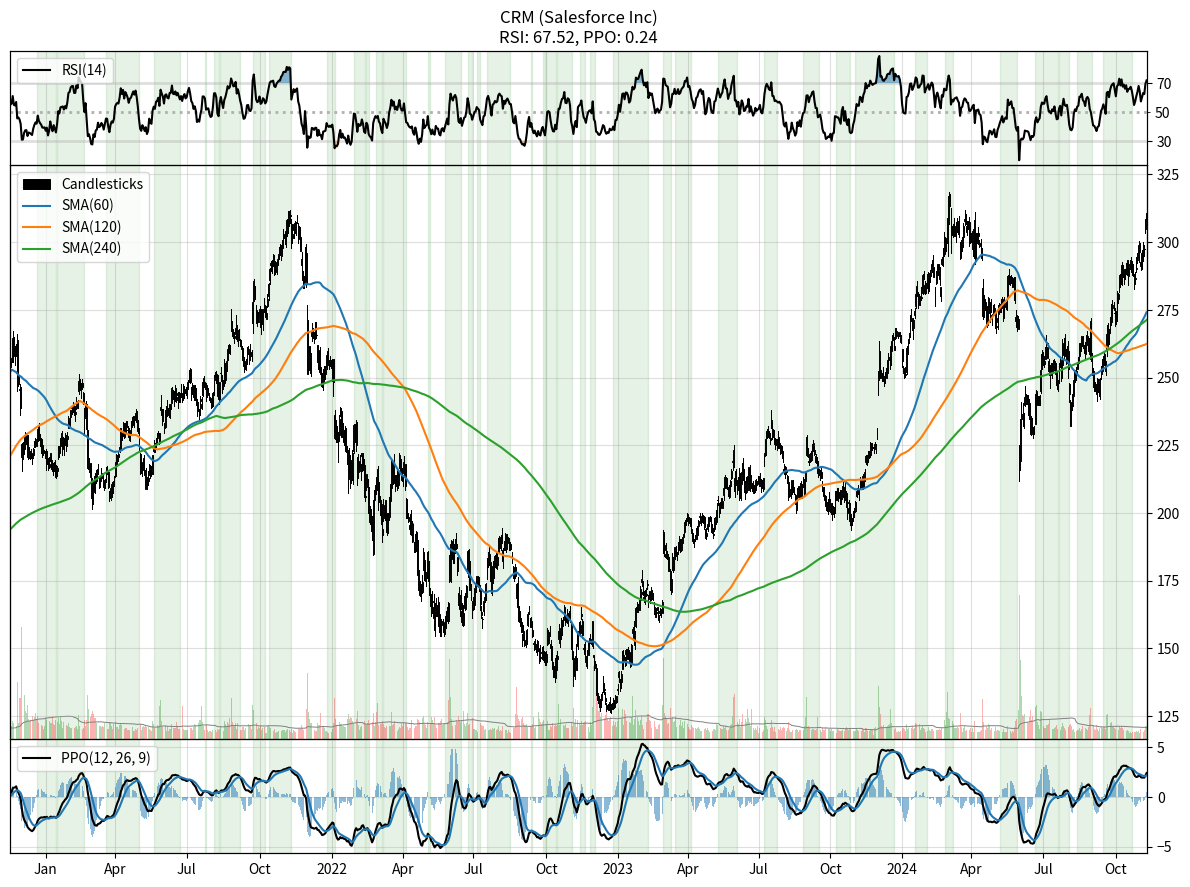 CRM (Salesforce Inc)
RSI: 67.52, PPO: 0.24
RSI(14)
70
50
30
Candlesticks
SMA(60)
SMA(120)
SMA(240)
325
300
275
250
225
200
175
150
125
PPO(12, 26, 9)
5
0
−5
Jan Apr Jul Oct 2022 Apr Jul Oct 2023 Apr Jul Oct 2024 Apr Jul Oct